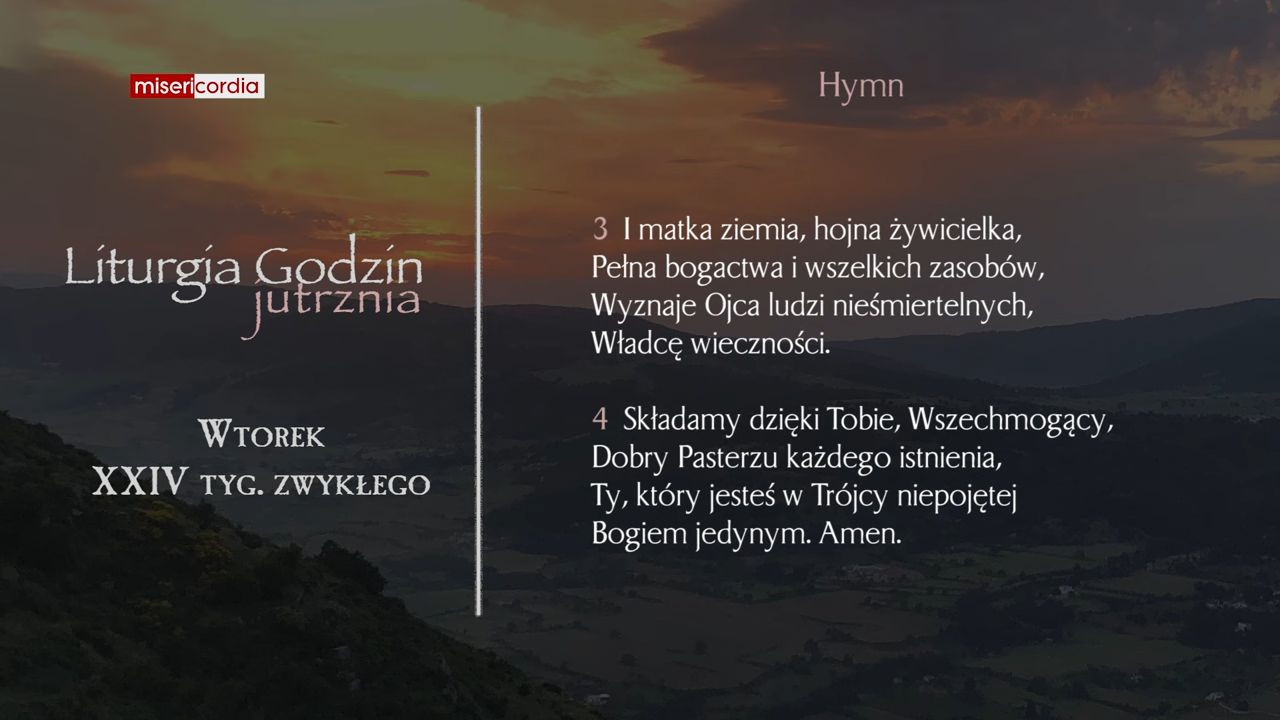 misericordia
Liturgia Godzin
jutrznia
Wtorek
XXIV tyg. zwykłego
Hymn
3 I matka ziemia, hojna żywicielka,
Pełna bogactwa i wszelkich zasobów,
Wyznaje Ojca ludzi nieśmiertelnych,
Władcę wieczności.
4 Składamy dzięki Tobie, Wszechmogący,
Dobry Pasterzu każdego istnienia,
Ty, który jesteś w Trójcy niepojętej
Bogiem jedynym. Amen.